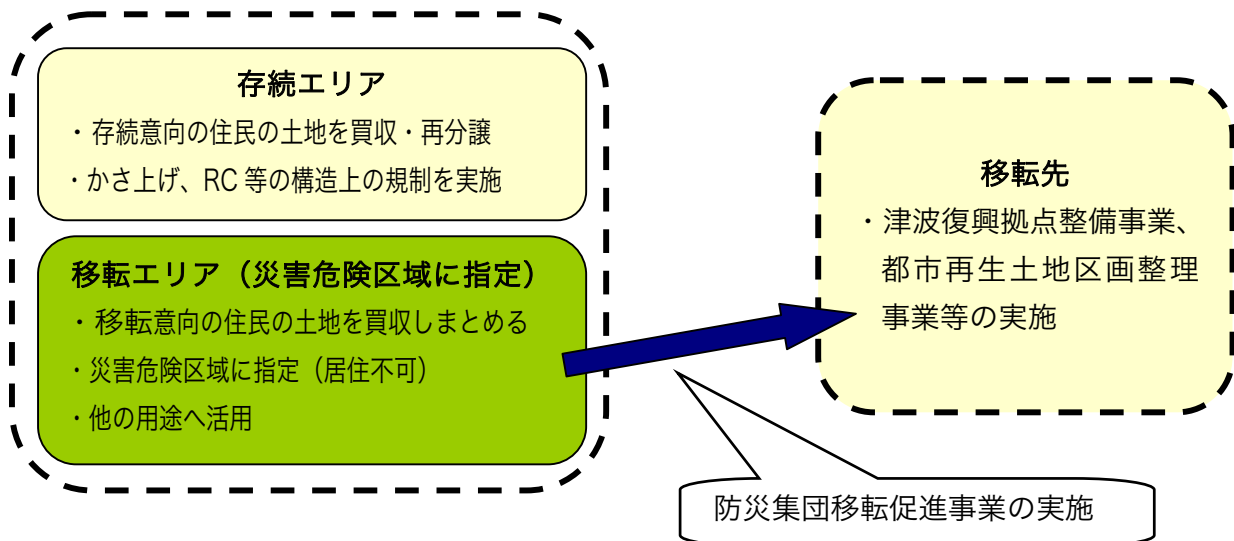 存続エリア
・存続意向の住民の土地を買収・再分譲
・かさ上げ、RC 等の構造上の規制を実施
移転エリア（災害危険区域に指定）
・移転意向の住民の土地を買収しまとめる
・災害危険区域に指定（居住不可）
・他の用途へ活用
移転先
・津波復興拠点整備事業、
都市再生土地区画整理
事業等の実施
防災集団移転促進事業の実施